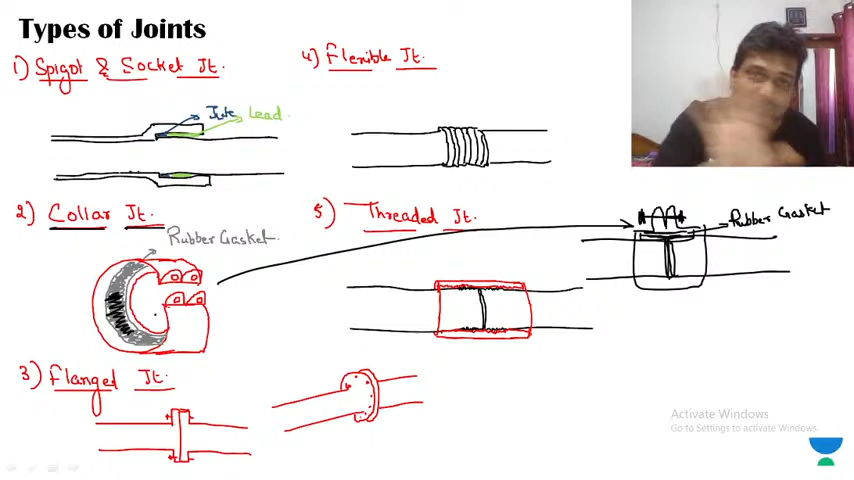 Types of Joints
1) Spigot & Socket Jt.
Jute
Lead
2) Collar Jt.
Rubber Gasket
3) Flanged Jt.
4) Flexible Jt.
5) Threaded Jt.
Rubber Gasket
Activate Windows
Go to Settings to activate Windows.